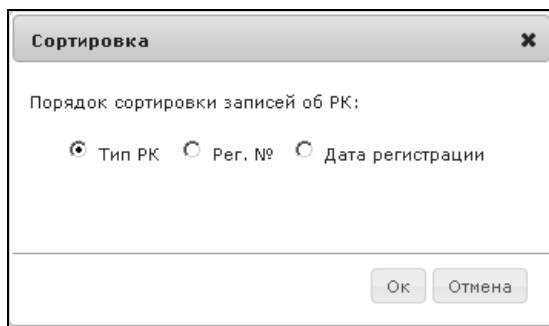 Сортировка
Порядок сортировки записей об РК:
Тип РК Рег. № Дата регистрации
Ок Отмена